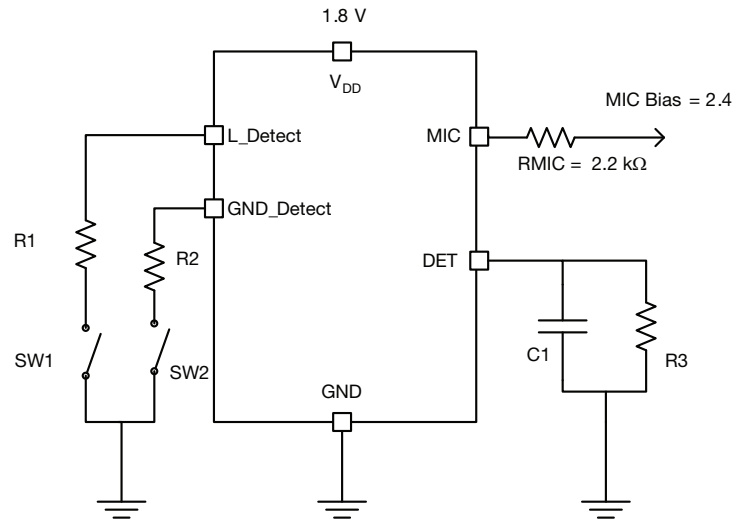 1.8 V
V_DD
MIC Bias = 2.4
L_Detect
MIC
RMIC = 2.2 kΩ
GND_Detect
R1
R2
DET
SW1
SW2
C1
R3
GND